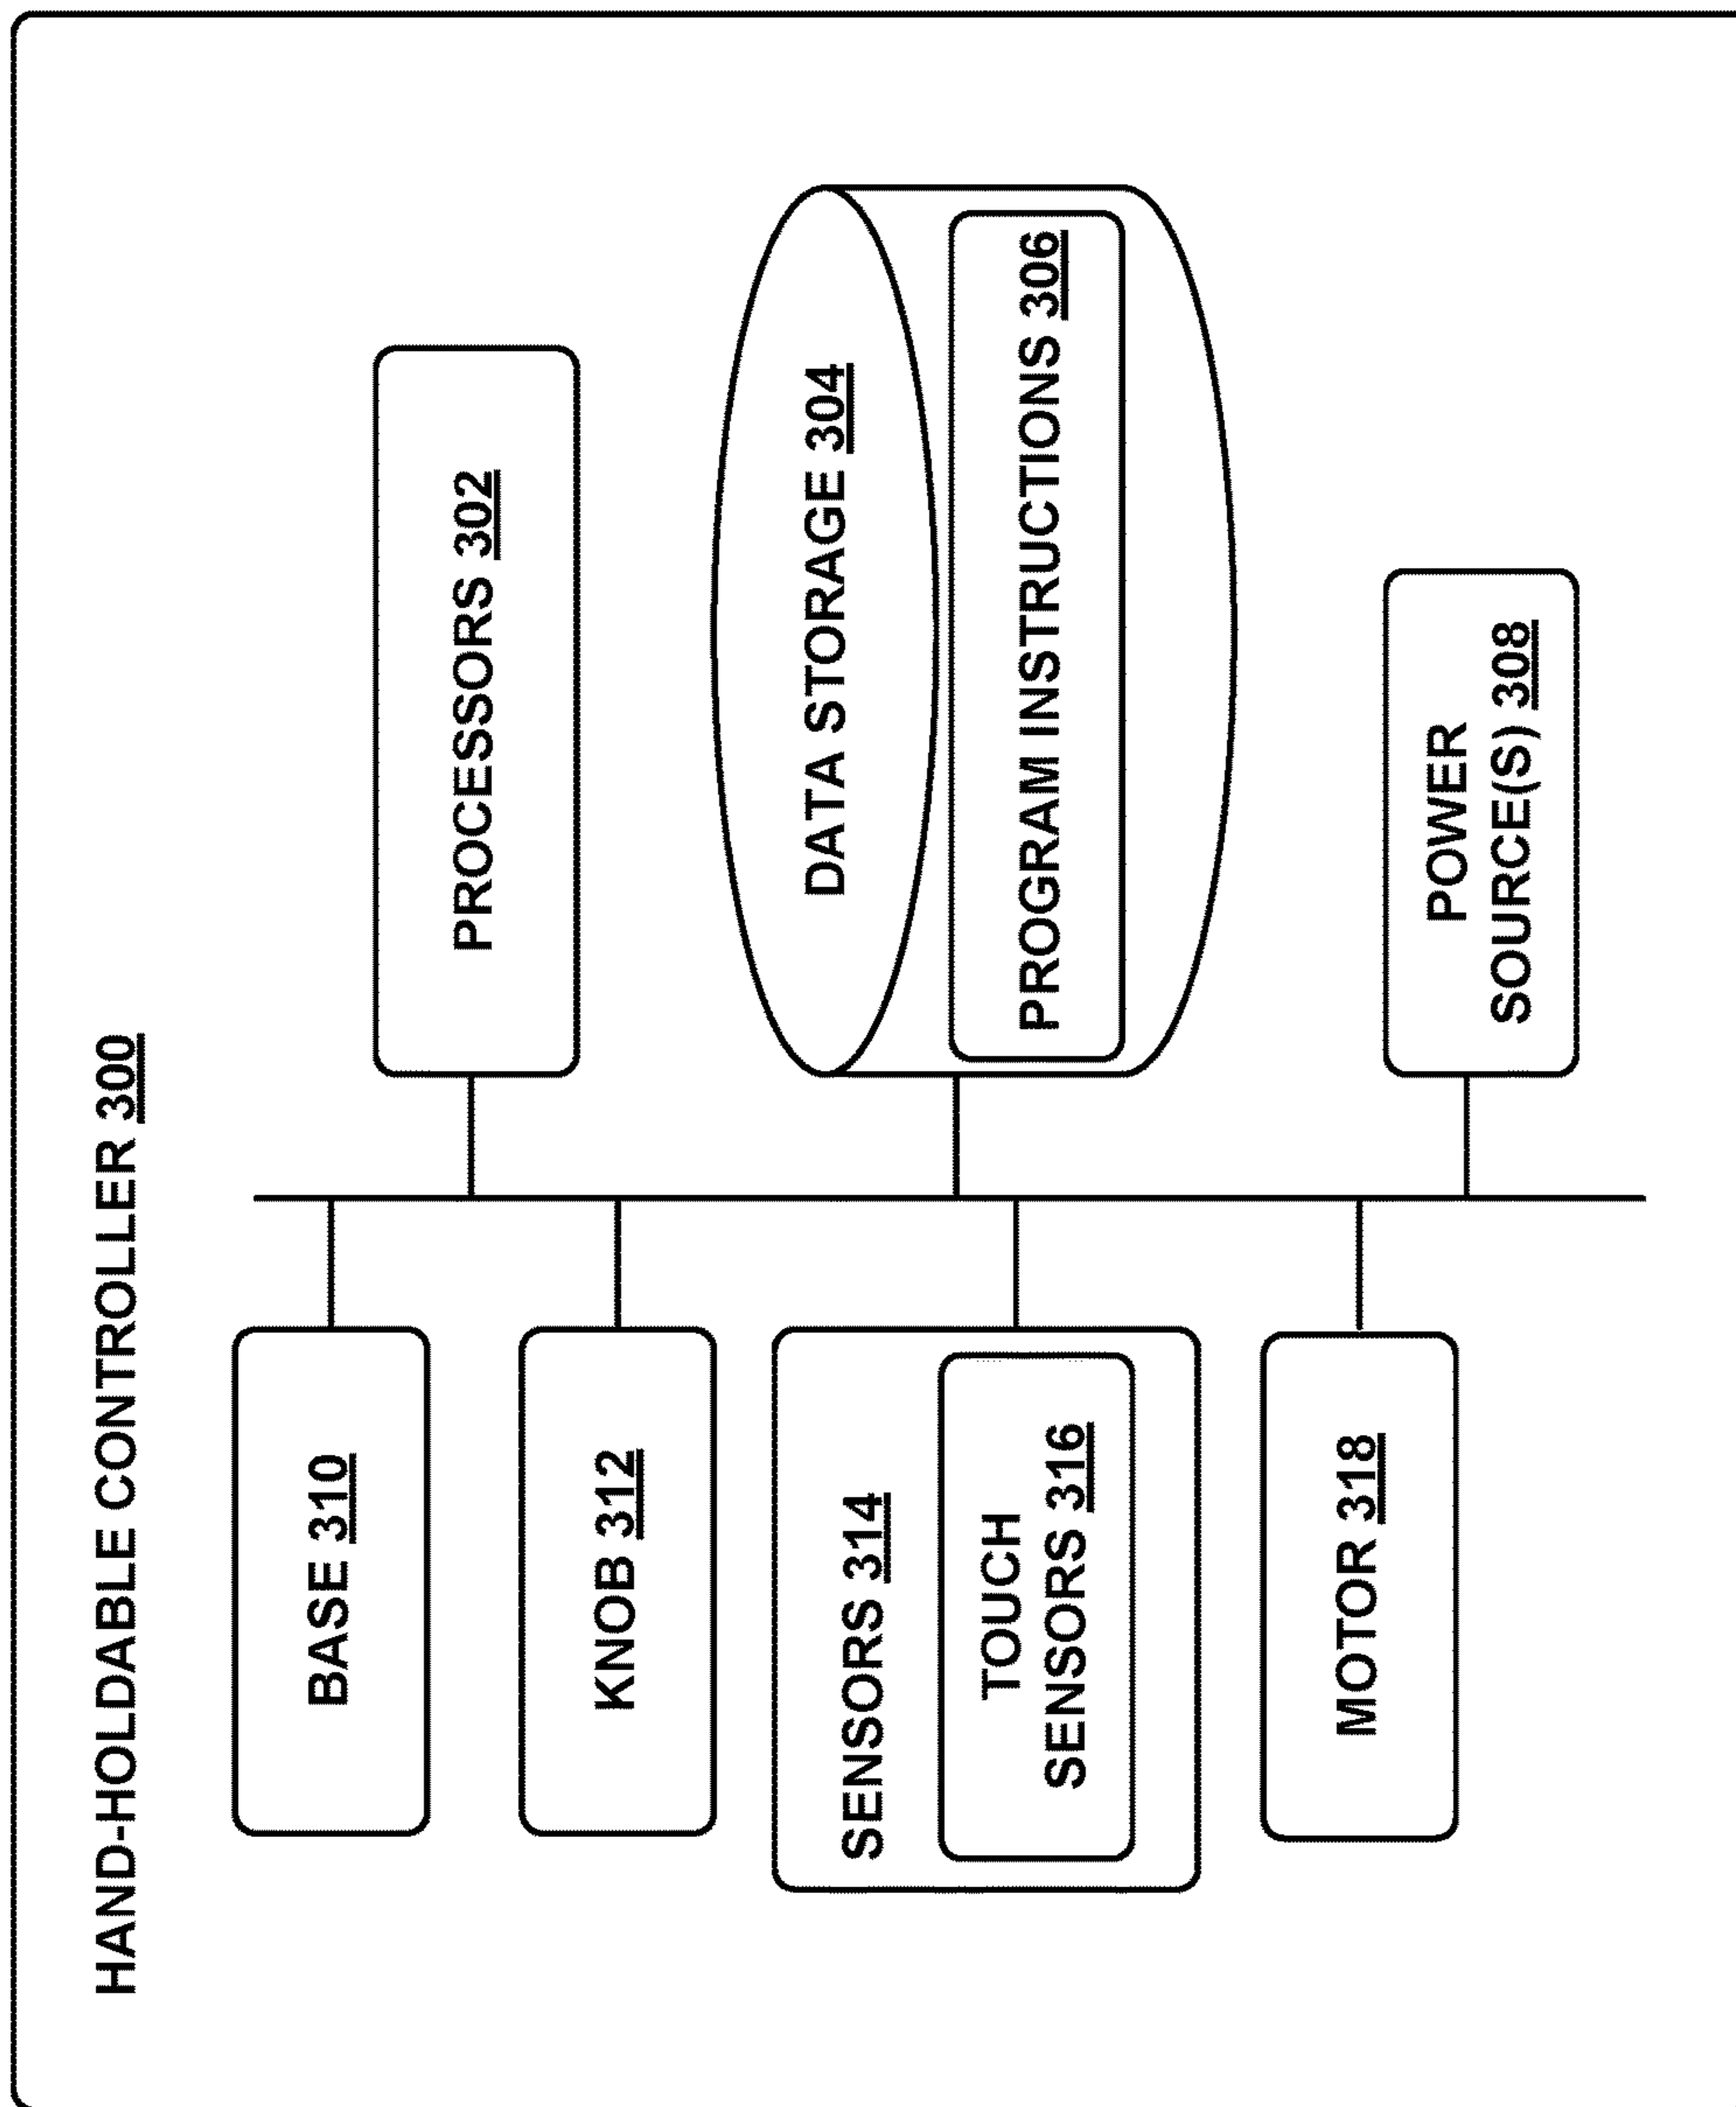 HAND-HOLDABLE CONTROLLER 300
BASE 310
KNOB 312
SENSORS 314
TOUCH
SENSORS 316
MOTOR 318
PROCESSORS 302
DATA STORAGE 304
PROGRAM INSTRUCTIONS 306
POWER
SOURCE(S) 308